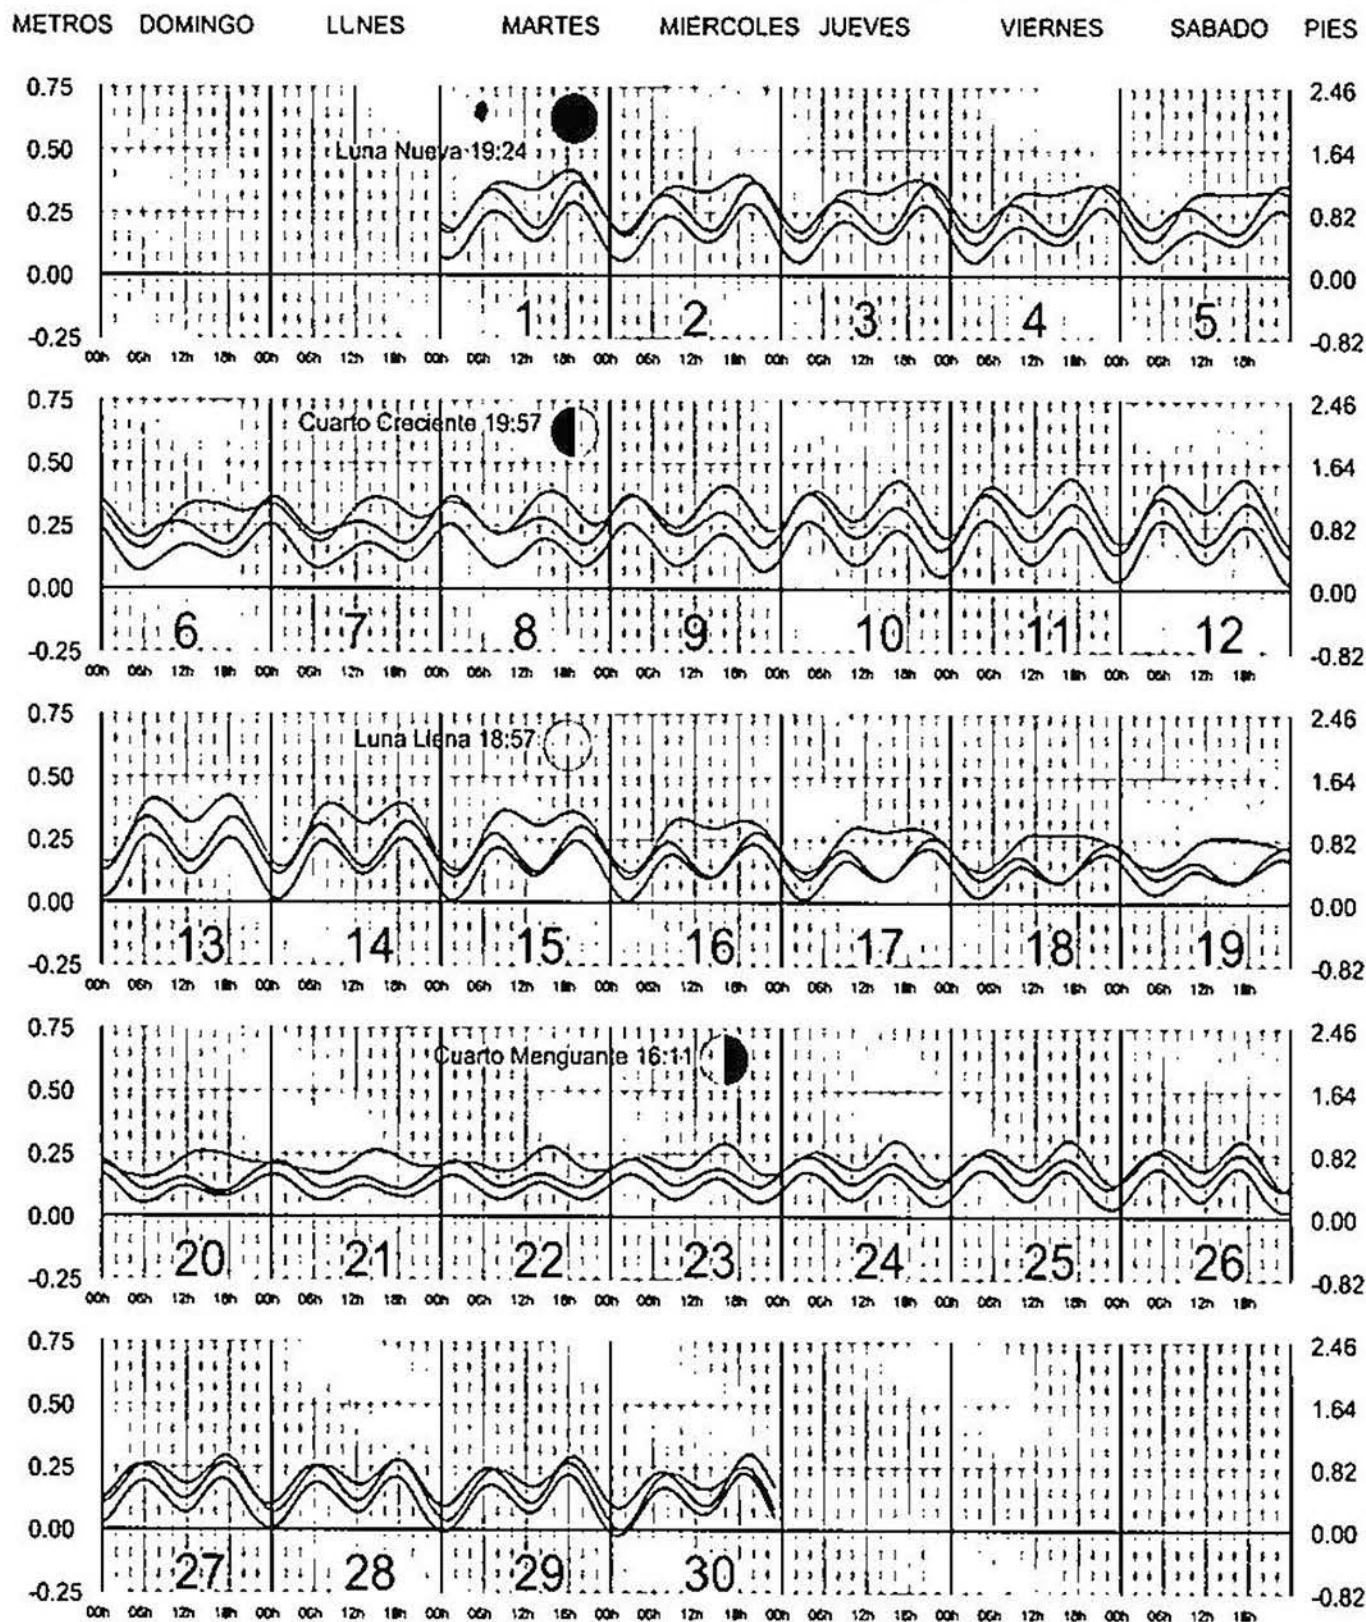 METROS DOMINGO LUNES MARTES MIERCOLES JUEVES VIERNES SABADO PIES
0.75 2.46
Luna Nueva 19:24
0.50 1.64
0.25 0.82
0.00 0.00
1 2 3 4 5
-0.25 -0.82
00h 06h 12h 18h 00h 06h 12h 18h 00h 06h 12h 18h 00h 06h 12h 18h 00h 06h 12h 18h 00h 06h 12h 18h 00h 06h 12h 18h
0.75 2.46
Cuarto Creciente 19:57
0.50 1.64
0.25 0.82
0.00 0.00
6 7 8 9 10 11 12
-0.25 -0.82
00h 06h 12h 18h 00h 06h 12h 18h 00h 06h 12h 18h 00h 06h 12h 18h 00h 06h 12h 18h 00h 06h 12h 18h 00h 06h 12h 18h
0.75 2.46
Luna Llena 18:57
0.50 1.64
0.25 0.82
0.00 0.00
13 14 15 16 17 18 19
-0.25 -0.82
00h 06h 12h 18h 00h 06h 12h 18h 00h 06h 12h 18h 00h 06h 12h 18h 00h 06h 12h 18h 00h 06h 12h 18h 00h 06h 12h 18h
0.75 2.46
Cuarto Menguante 16:11
0.50 1.64
0.25 0.82
0.00 0.00
20 21 22 23 24 25 26
-0.25 -0.82
00h 06h 12h 18h 00h 06h 12h 18h 00h 06h 12h 18h 00h 06h 12h 18h 00h 06h 12h 18h 00h 06h 12h 18h 00h 06h 12h 18h
0.75 2.46
0.50 1.64
0.25 0.82
0.00 0.00
27 28 29 30
-0.25 -0.82
00h 06h 12h 18h 00h 06h 12h 18h 00h 06h 12h 18h 00h 06h 12h 18h 00h 06h 12h 18h 00h 06h 12h 18h 00h 06h 12h 18h